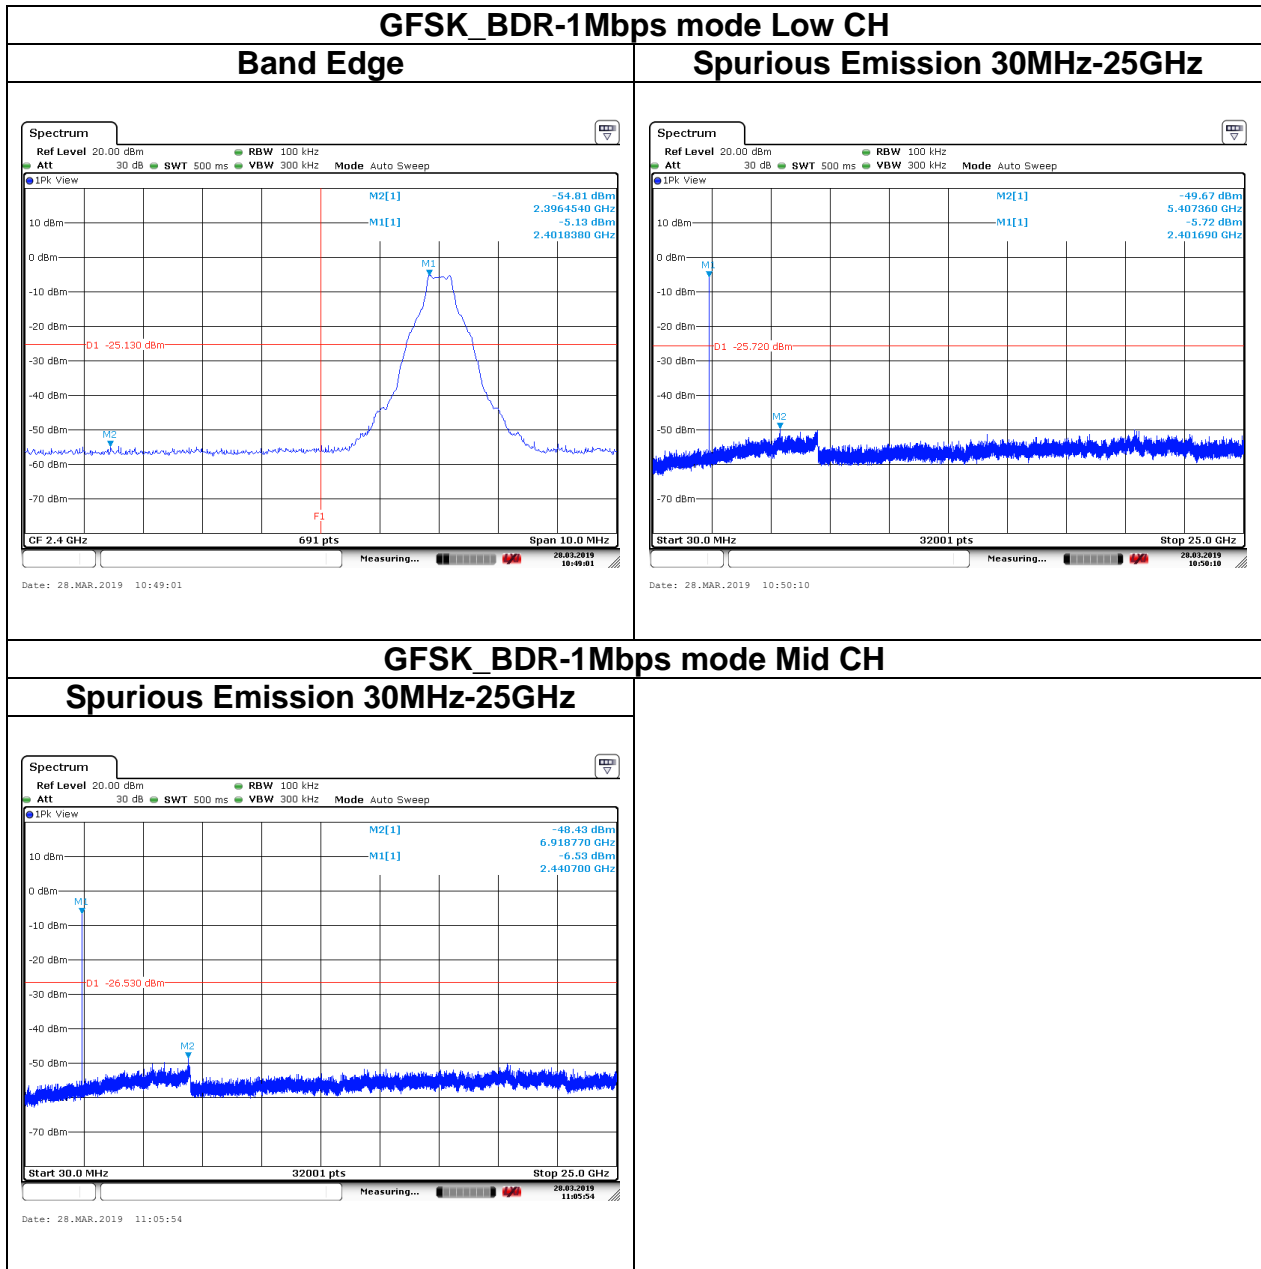 GFSK_BDR-1Mbps mode Low CH
Band Edge
Spurious Emission 30MHz-25GHz
Spectrum
Ref Level 20.00 dBm RBW 100 kHz
Att 30 dB SWT 500 ms VBW 300 kHz Mode Auto Sweep
1Pk View
M2[1] -54.81 dBm
2.3964540 GHz
10 dBm M1[1] -5.13 dBm
2.4018380 GHz
0 dBm
M1
-10 dBm
-20 dBm
D1 -25.130 dBm
-30 dBm
-40 dBm
-50 dBm
M2
-60 dBm
-70 dBm
F1
CF 2.4 GHz 691 pts Span 10.0 MHz
Measuring... 28.03.2019
10:49:01
Date: 28.MAR.2019 10:49:01
Spectrum
Ref Level 20.00 dBm RBW 100 kHz
Att 30 dB SWT 500 ms VBW 300 kHz Mode Auto Sweep
1Pk View
M2[1] -49.67 dBm
5.407360 GHz
10 dBm M1[1] -5.72 dBm
2.401690 GHz
0 dBm
M1
-10 dBm
-20 dBm
D1 -25.720 dBm
-30 dBm
-40 dBm
M2
-50 dBm
-60 dBm
-70 dBm
Start 30.0 MHz 32001 pts Stop 25.0 GHz
Measuring... 28.03.2019
10:50:10
Date: 28.MAR.2019 10:50:10
GFSK_BDR-1Mbps mode Mid CH
Spurious Emission 30MHz-25GHz
Spectrum
Ref Level 20.00 dBm RBW 100 kHz
Att 30 dB SWT 500 ms VBW 300 kHz Mode Auto Sweep
1Pk View
M2[1] -48.43 dBm
6.918770 GHz
10 dBm M1[1] -6.53 dBm
2.440700 GHz
0 dBm
M1
-10 dBm
-20 dBm
D1 -26.530 dBm
-30 dBm
-40 dBm
M2
-50 dBm
-70 dBm
Start 30.0 MHz 32001 pts Stop 25.0 GHz
Measuring... 28.03.2019
11:05:54
Date: 28.MAR.2019 11:05:54